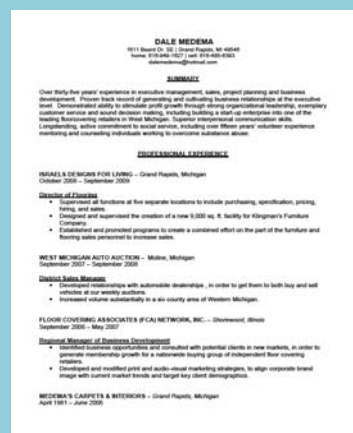 DALE MEDEMA
1611 Beard Dr. SE | Grand Rapids, MI 49546
home: | cell:
dalemedema@hotmail.com
SUMMARY
Over thirty-five years' experience in executive management, sales, project planning and business
development. Proven track record of generating and cultivating business relationships at the executive
level. Demonstrated ability to stimulate profit growth through strong organizational leadership, exemplary
customer service and sound decision making, including building a start-up enterprise into one of the
leading floorcovering retailers in West Michigan. Superior interpersonal communication skills.
Longstanding, active commitment to social service, including over fifteen years' volunteer experience
mentoring and counseling individuals working to overcome substance abuse.
PROFESSIONAL EXPERIENCE
ISRAELS DESIGNS FOR LIVING – Grand Rapids, Michigan
October 2008 – September 2009
Director of Flooring
• Supervised all functions at five separate locations to include purchasing, specification, pricing,
hiring, and sales.
• Designed and supervised the creation of a new 9,000 sq. ft. facility for Klingman's Furniture
Company.
• Established and promoted programs to create a combined effort on the part of the furniture and
flooring sales personnel to increase sales.
WEST MICHIGAN AUTO AUCTION – Moline, Michigan
September 2007 – September 2008
District Sales Manager
• Developed relationships with automobile dealerships , in order to get them to both buy and sell
vehicles at our weekly auctions.
• Increased volume substantially in a six county area of Western Michigan.
FLOOR COVERING ASSOCIATES (FCA) NETWORK, INC. – Shorewood, Illinois
September 2006 – May 2007
Regional Manager of Business Development
• Identified business opportunities and consulted with potential clients in new markets, in order to
generate membership growth for a nationwide buying group of independent floor covering
retailers.
• Developed and modified print and audio-visual marketing strategies, to align corporate brand
image with current market trends and target key client demographics.
MEDEMA'S CARPETS & INTERIORS – Grand Rapids, Michigan
April 1981 – June 2006